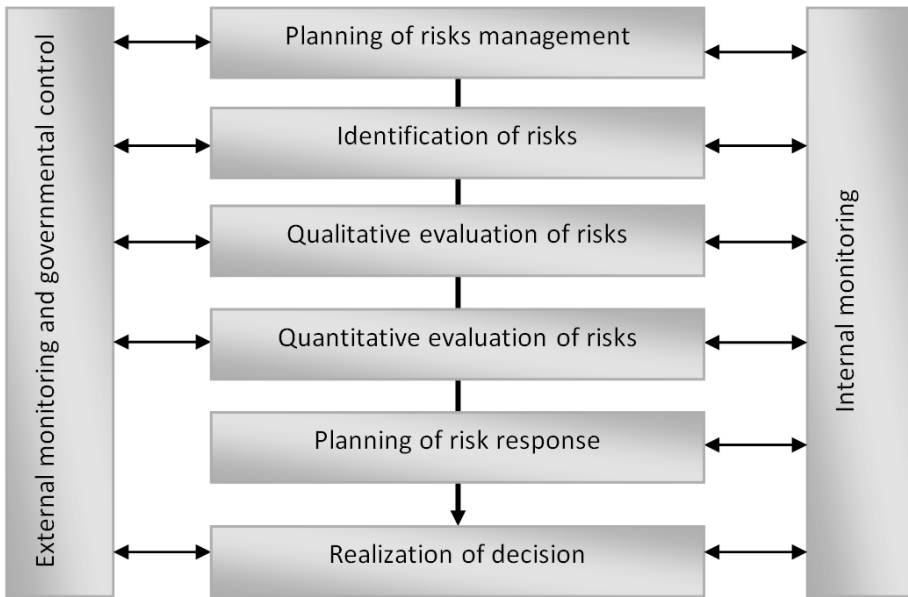 External monitoring and governmental control
Planning of risks management
Identification of risks
Qualitative evaluation of risks
Quantitative evaluation of risks
Planning of risk response
Realization of decision
Internal monitoring